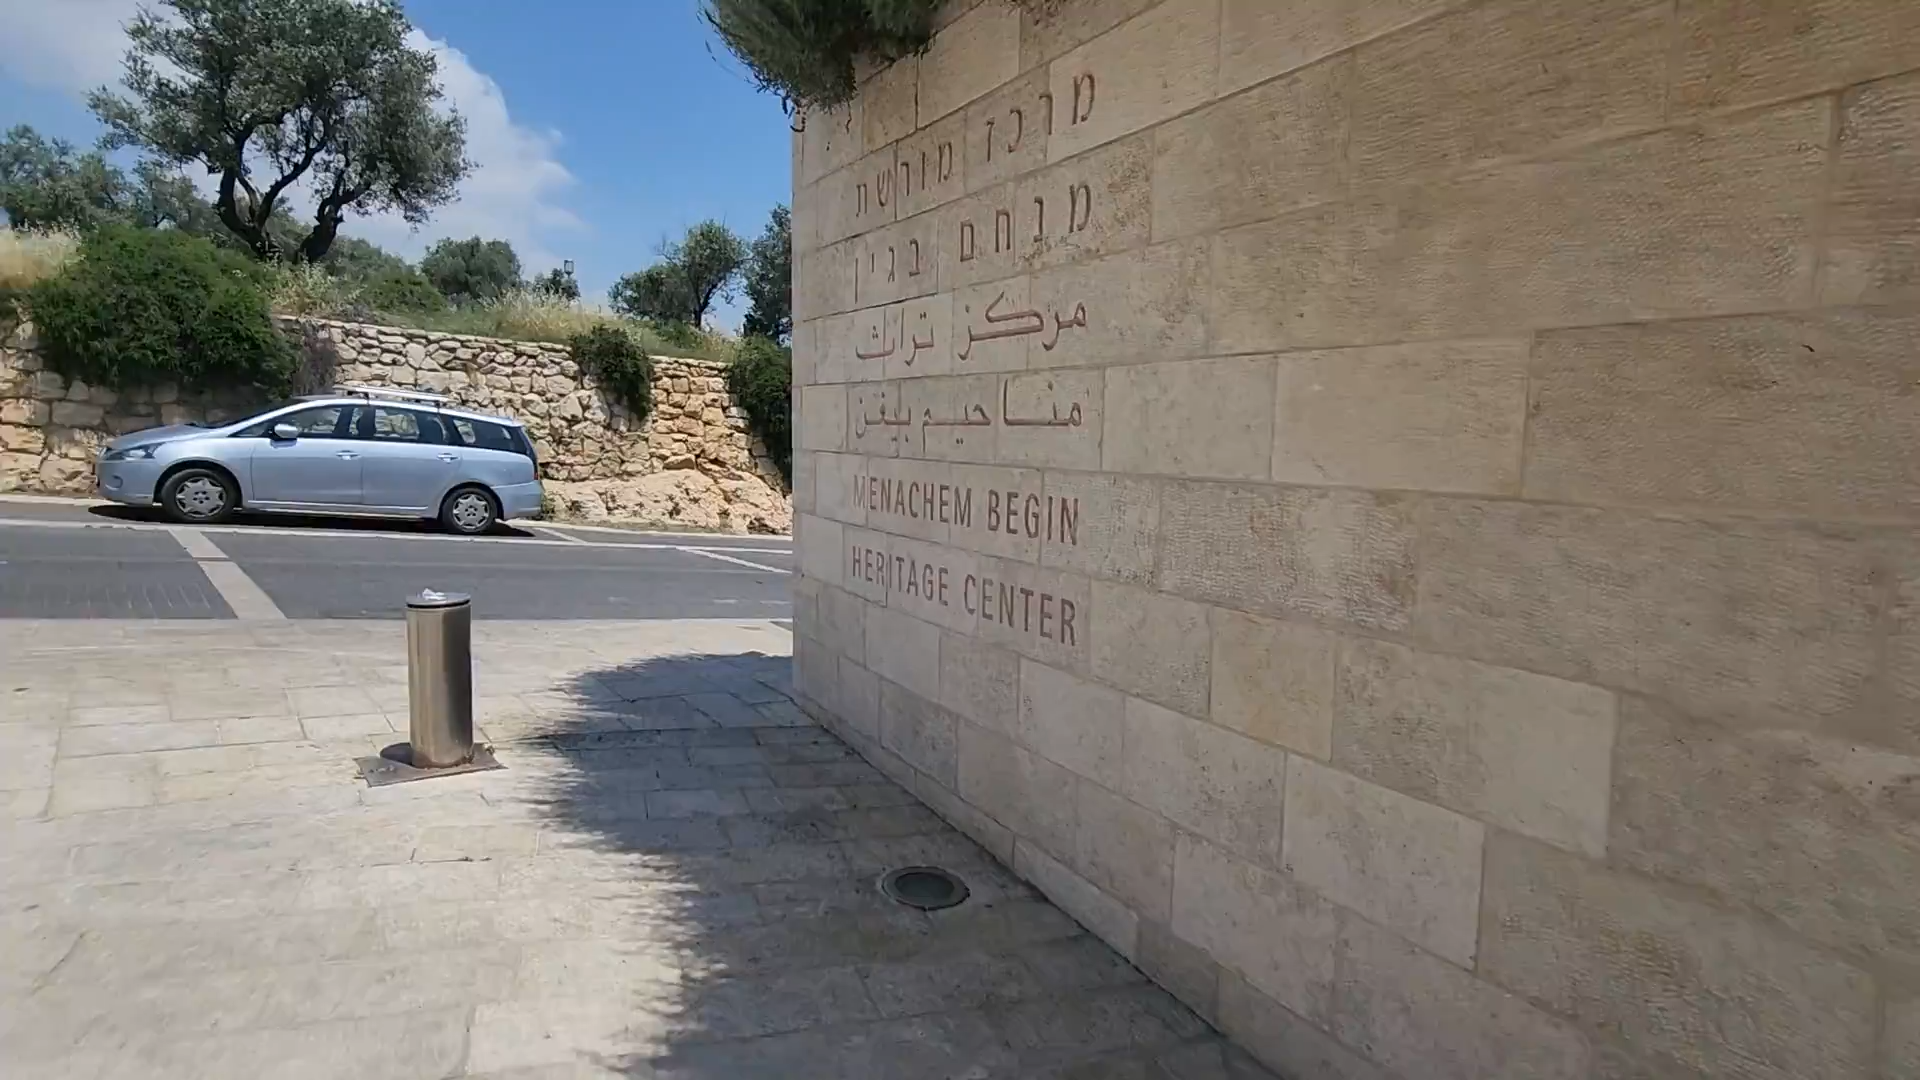 מרכז מורשת
מנחם בגין
مركز تراث
مناحيم بيغن
MENACHEM BEGIN
HERITAGE CENTER